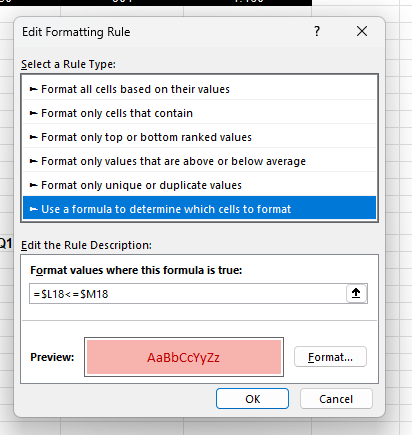 Edit Formatting Rule
?
Select a Rule Type:
► Format all cells based on their values
► Format only cells that contain
► Format only top or bottom ranked values
► Format only values that are above or below average
► Format only unique or duplicate values
► Use a formula to determine which cells to format
Q1
Edit the Rule Description:
Format values where this formula is true:
=$L18<=$M18
Preview:
AaBbCcYyZz
Format...
OK
Cancel